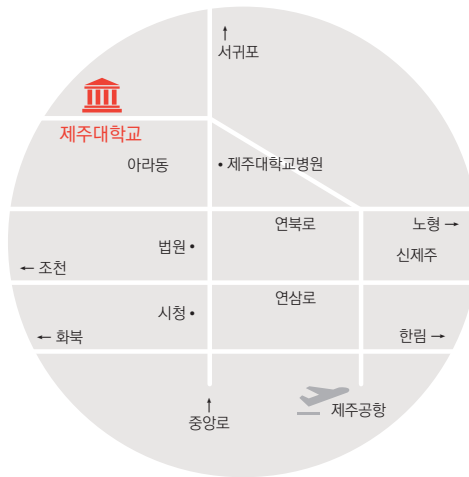 서귀포
제주대학교
아라동
제주대학교병원
연북로
노형
법원
신제주
조천
연삼로
시청
화북
한림
제주공항
중앙로